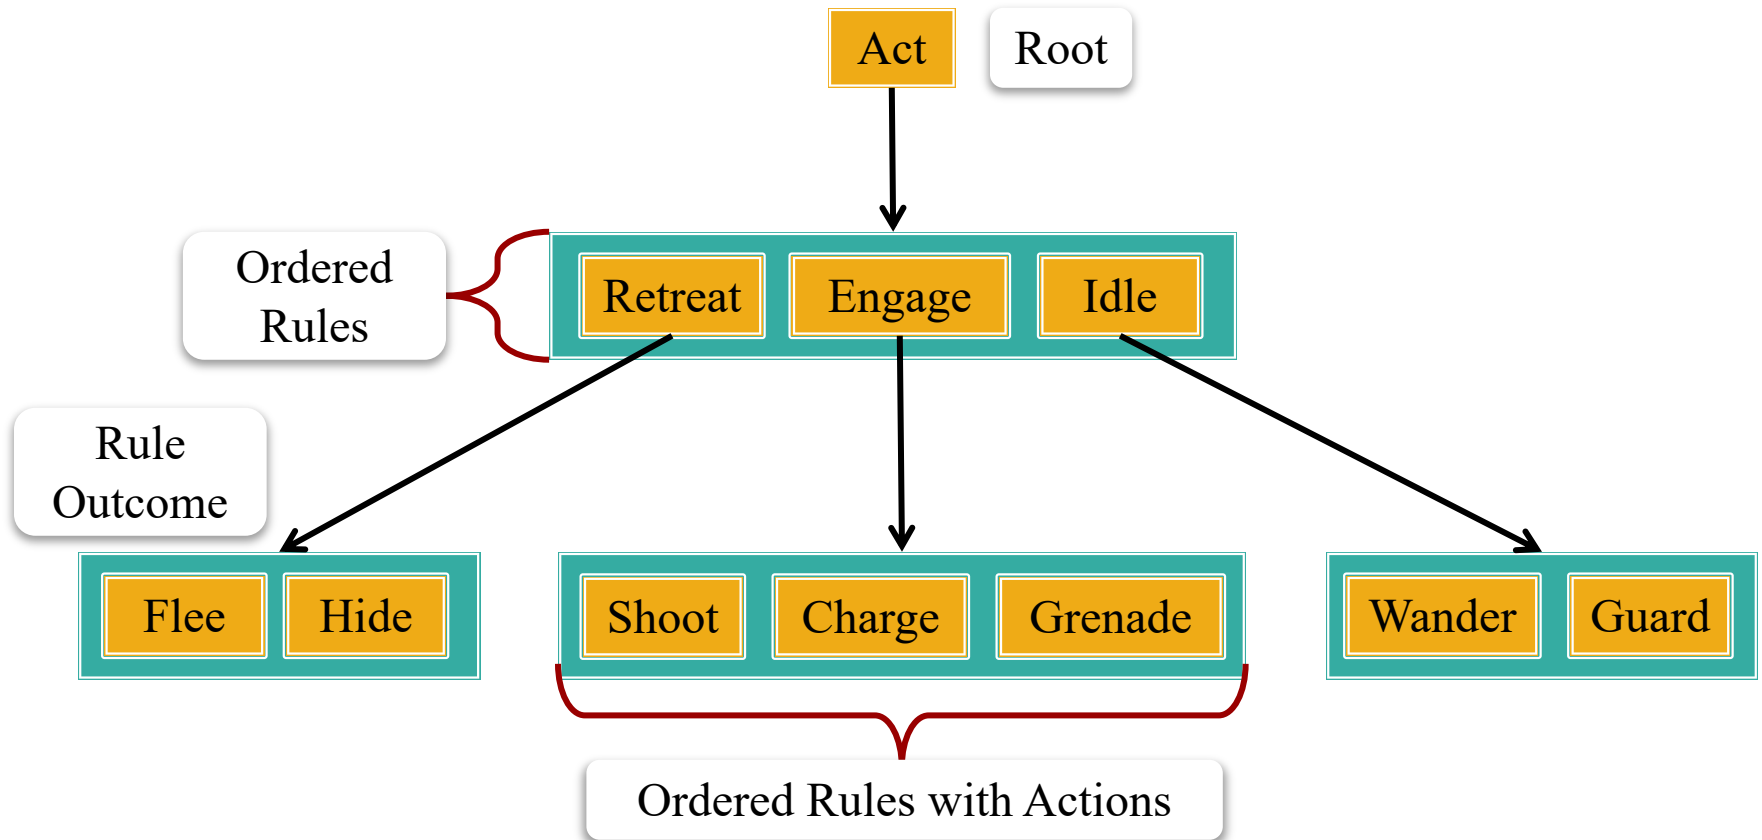 Act
Root
Ordered
Rules
Retreat
Engage
Idle
Rule
Outcome
Flee
Hide
Shoot
Charge
Grenade
Wander
Guard
Ordered Rules with Actions